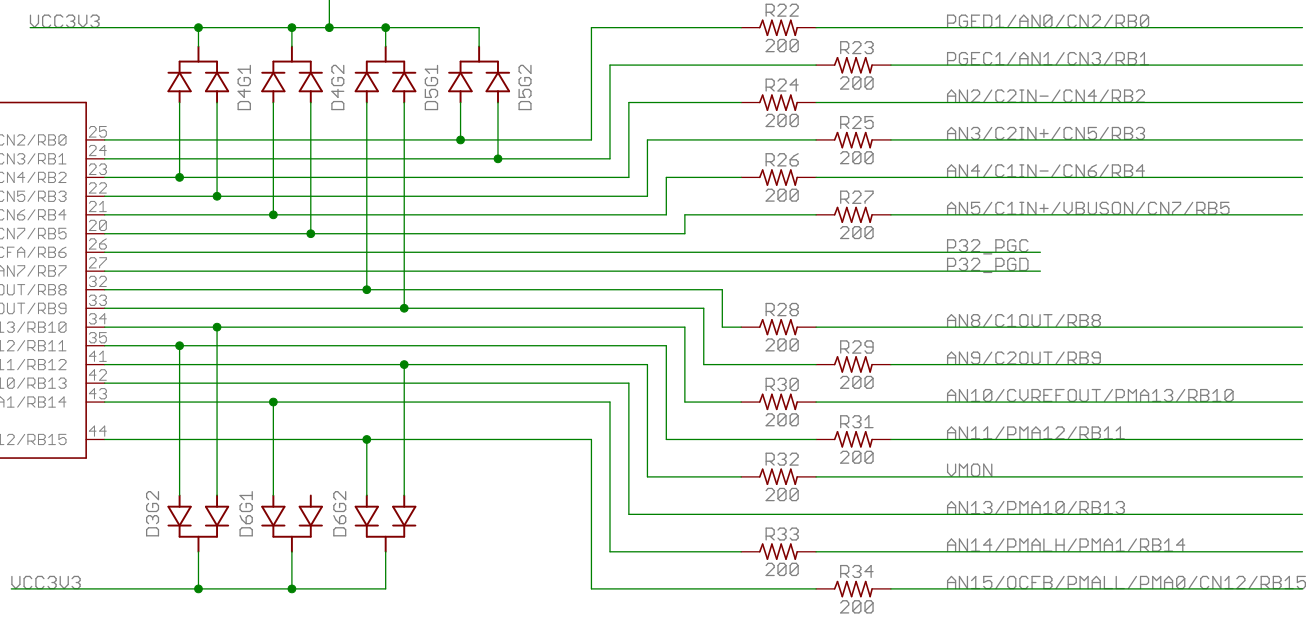 VCC3V3
R22
PGED1/AN0/CN2/RB0
200
R23
PGEC1/AN1/CN3/RB1
200
D4G1
D4G2
D5G1
D5G2
R24
AN2/C2IN-/CN4/RB2
200
CN2/RB0 25
R25
AN3/C2IN+/CN5/RB3
200
CN3/RB1 24
CN4/RB2 23
R26
AN4/C1IN-/CN6/RB4
200
CN5/RB3 22
CN6/RB4 21
R27
AN5/C1IN+/VBUSON/CN7/RB5
200
CN7/RB5 20
CFA/RB6 26
P32_PGC
AN7/RB7 27
P32_PGD
OUT/RB8 32
OUT/RB9 33
R28
AN8/C1OUT/RB8
200
13/RB10 34
12/RB11 35
R29
AN9/C2OUT/RB9
200
11/RB12 41
10/RB13 42
R30
AN10/CVREFOUT/PMA13/RB10
200
A1/RB14 43
R31
AN11/PMA12/RB11
200
12/RB15 44
R32
VMON
200
D3G2
D6G1
D6G2
AN13/PMA10/RB13
R33
AN14/PMALH/PMA1/RB14
200
VCC3V3
R34
AN15/OCFB/PMALL/PMA0/CN12/RB15
200